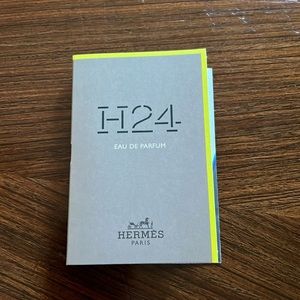 H24
EAU DE PARFUM
HERMÈS
PARIS